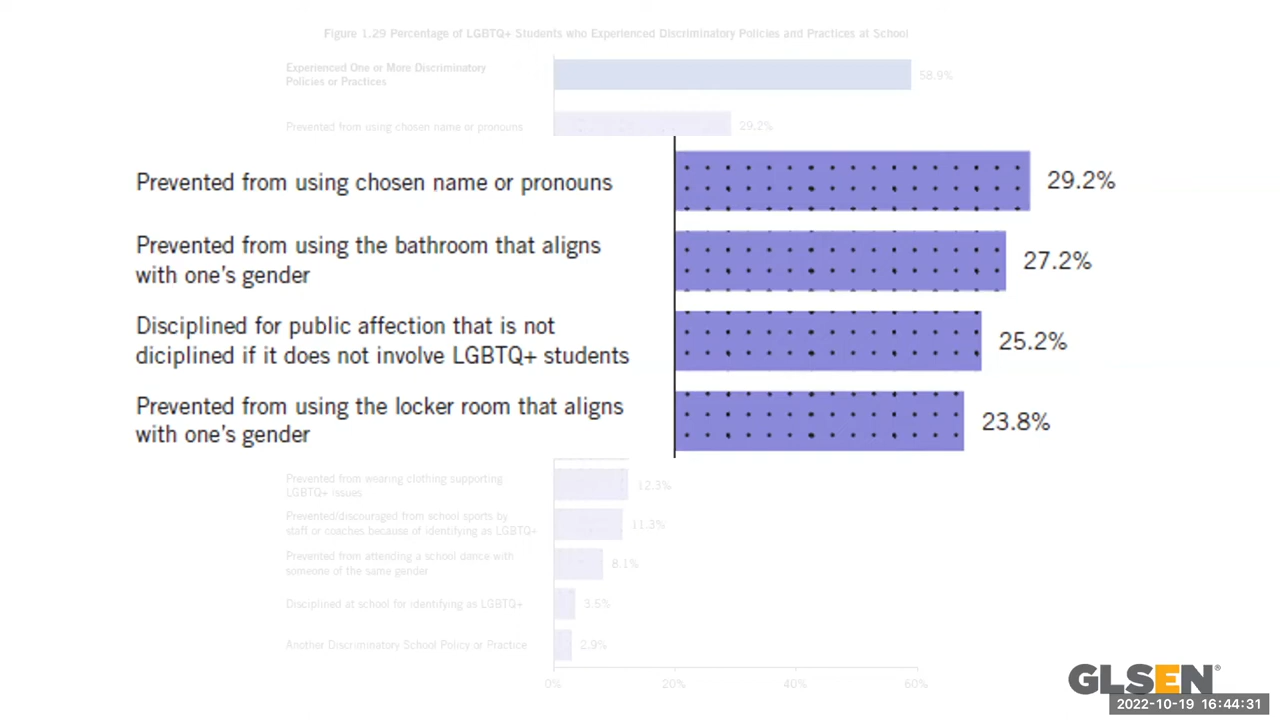 Figure 1.29 Percentage of LGBTQ+ Students who Experienced Discriminatory Policies and Practices at School
Experienced One or More Discriminatory
Policies or Practices
58.9%
Prevented from using chosen name or pronouns
29.2%
Prevented from using chosen name or pronouns
29.2%
Prevented from using the bathroom that aligns
with one's gender
27.2%
Disciplined for public affection that is not
diciplined if it does not involve LGBTQ+ students
25.2%
Prevented from using the locker room that aligns
with one's gender
23.8%
Prevented from wearing clothing supporting
LGBTQ+ issues
12.3%
Prevented/discouraged from school sports by
staff or coaches because of identifying as LGBTQ+
11.3%
Prevented from attending a school dance with
someone of the same gender
8.1%
Disciplined at school for identifying as LGBTQ+
3.5%
Another Discriminatory School Policy or Practice
2.9%
0% 20% 40% 60%
GLSEN®
2022-10-19 16:44:31